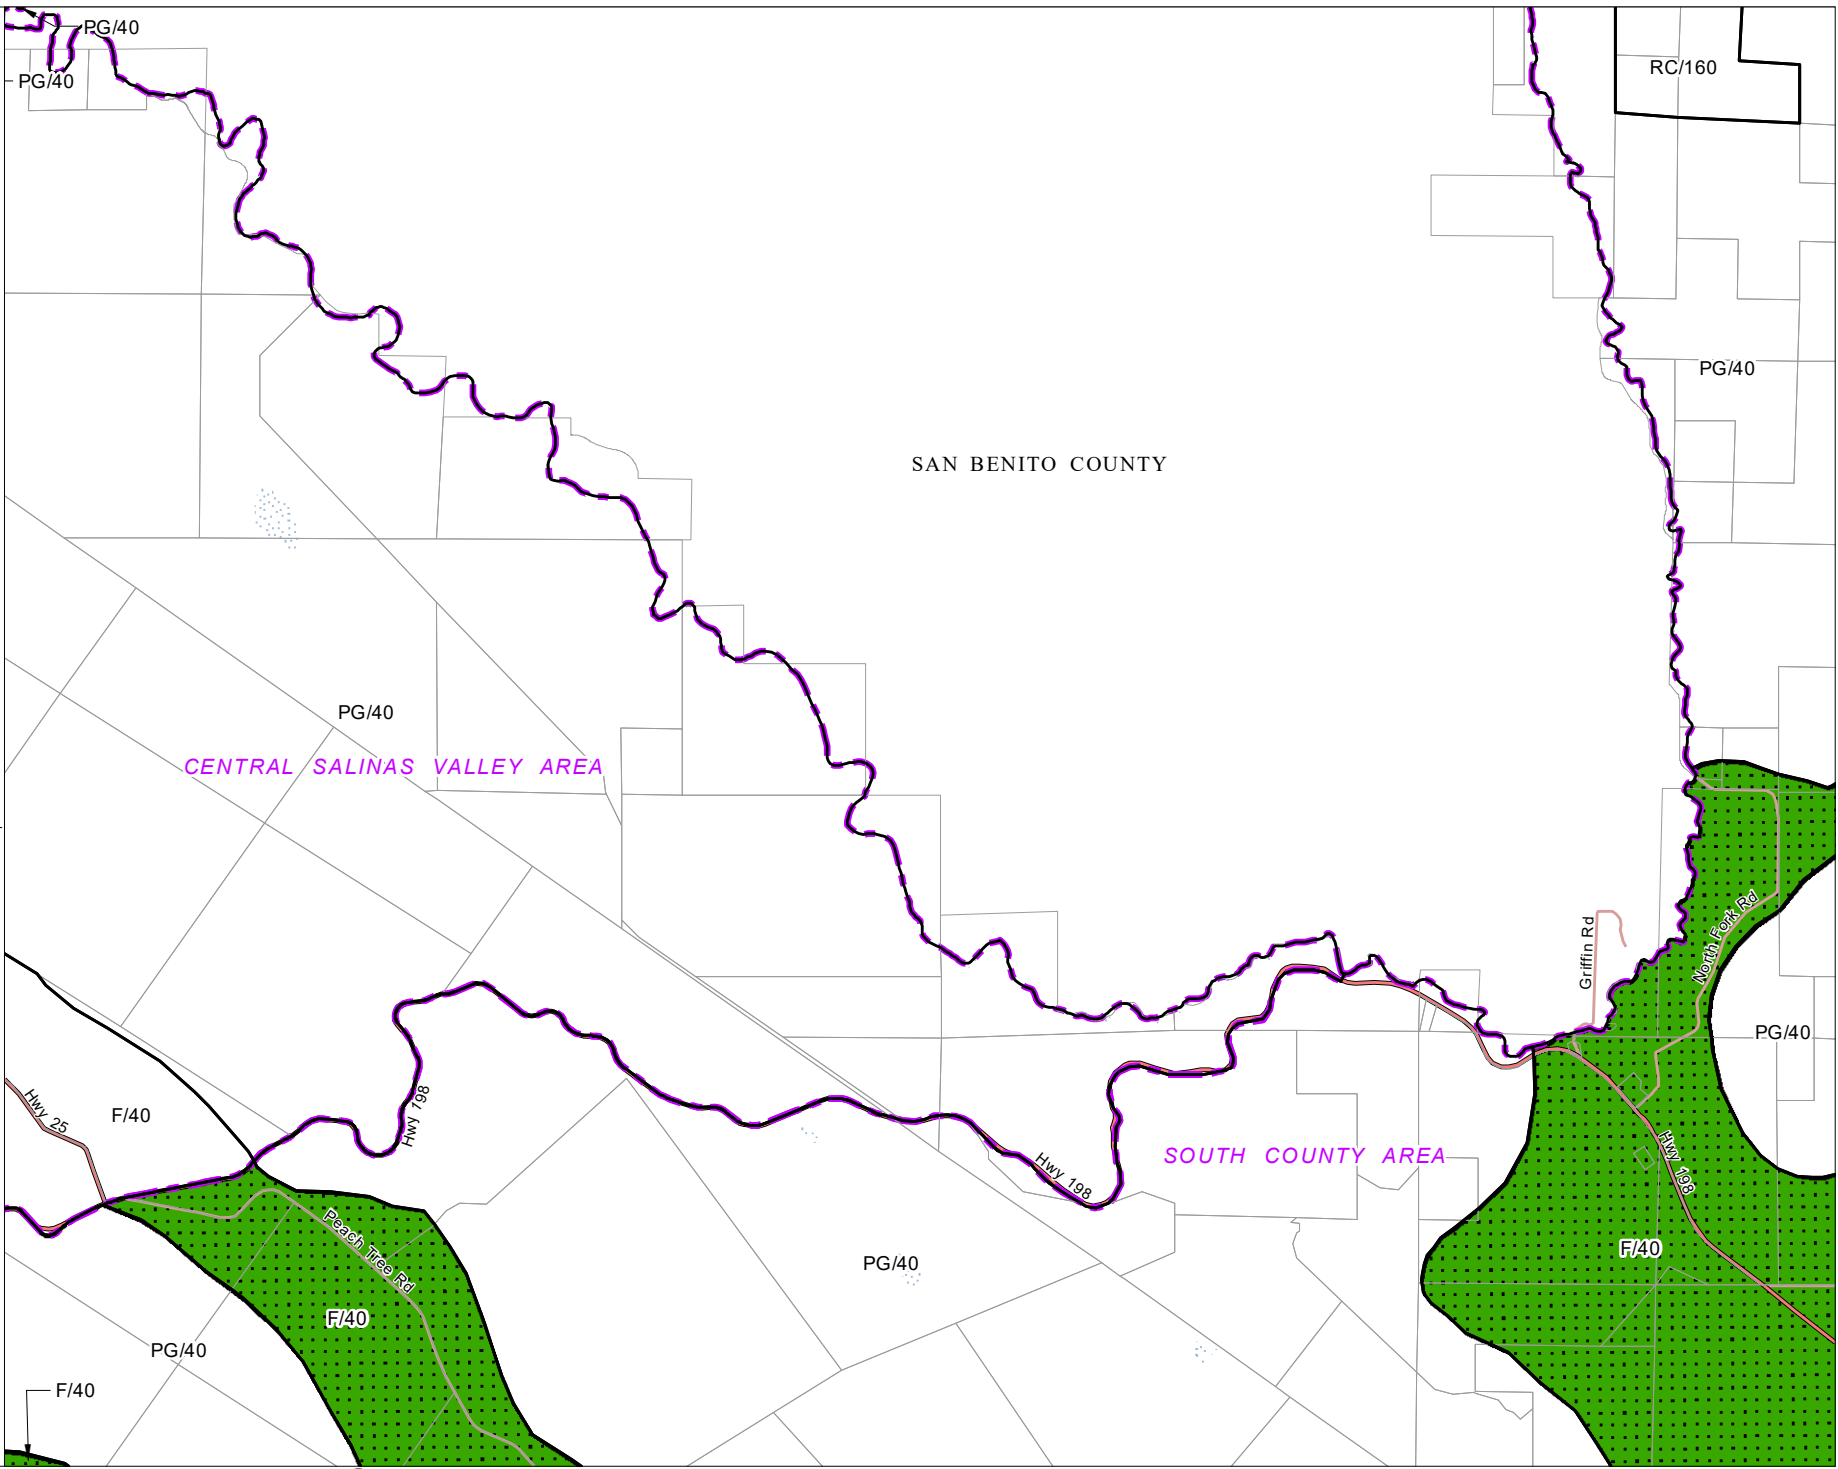 PG/40
RC/160
PG/40
PG/40
SAN BENITO COUNTY
PG/40
CENTRAL SALINAS VALLEY AREA
North Fork Rd
Griffin Rd
PG/40
Hwy 25
F/40
Hwy 198
Hwy 198
SOUTH COUNTY AREA
Hwy 198
Peach Tree Rd
F/40
PG/40
F/40
PG/40
F/40